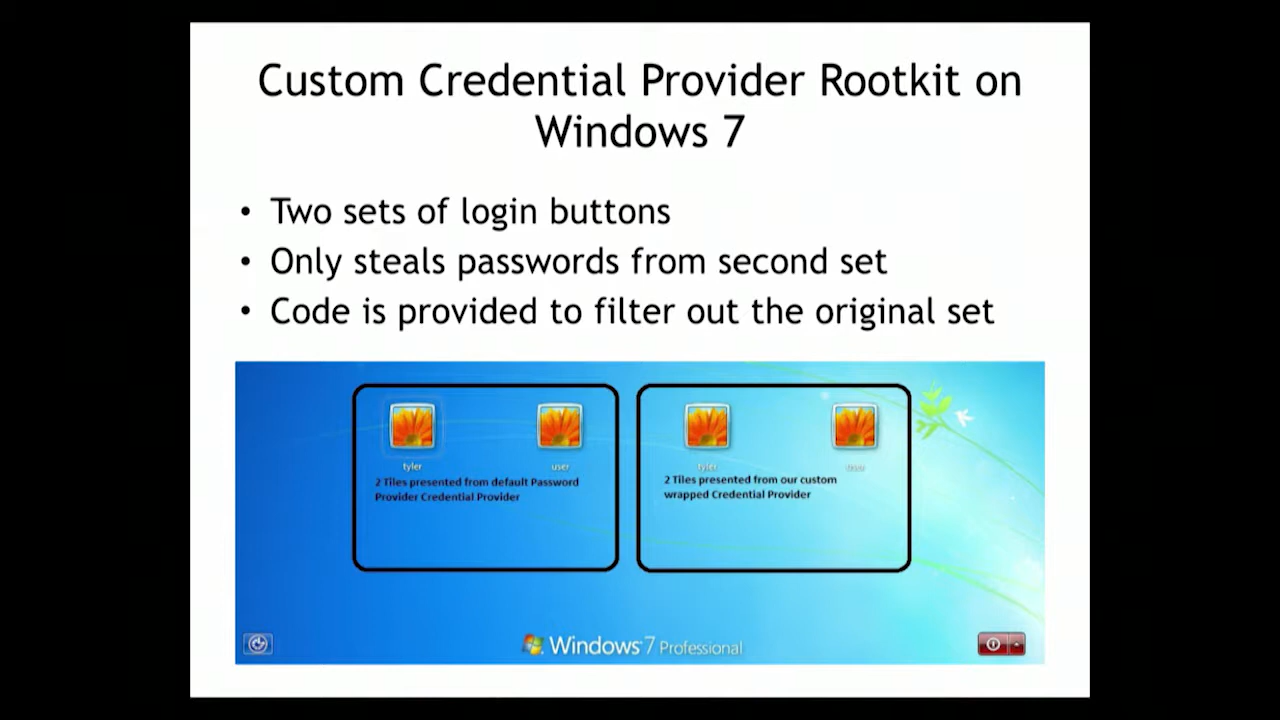 Custom Credential Provider Rootkit on
Windows 7
• Two sets of login buttons
• Only steals passwords from second set
• Code is provided to filter out the original set
tyler
user
tyler
user
2 Tiles presented from default Password
Provider Credential Provider
2 Tiles presented from our custom
wrapped Credential Provider
Windows 7 Professional